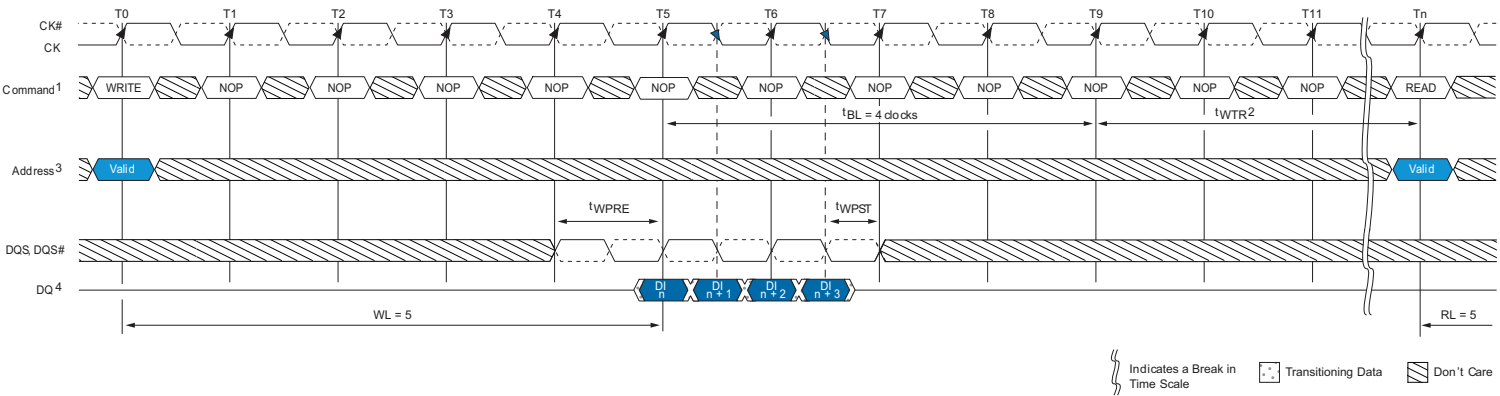 T0 T1 T2 T3 T4 T5 T6 T7 T8 T9 T10 T11 Tn
CK#
CK
Command1 WRITE NOP NOP NOP NOP NOP NOP NOP NOP NOP NOP NOP READ
tBL = 4 clocks tWTR2
Address3 Valid Valid
tWPRE tWPST
DQS, DQS#
DQ4 DI n DI n + 1 DI n + 2 DI n + 3
WL = 5 RL = 5
Indicates a Break in
Time Scale
Transitioning Data
Don't Care